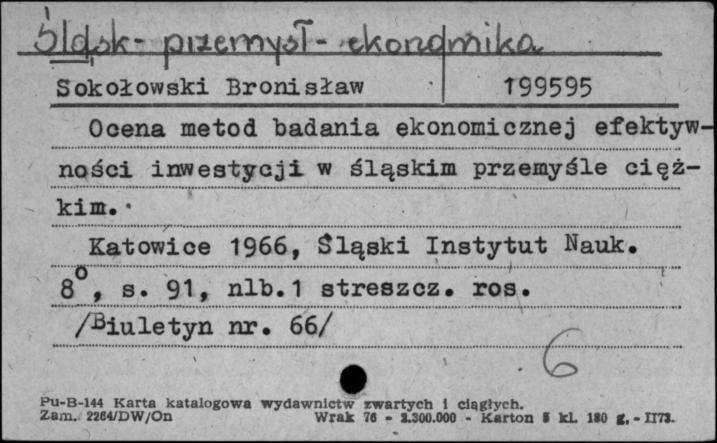 Śląsk - przemysł - ekonomika
Sokołowski Bronisław 199595
Ocena metod badania ekonomicznej efektyw-
ności inwestycji w śląskim przemyśle cięż-
kim.
Katowice 1966, Śląski Instytut Nauk.
8°, s. 91, nlb.1 streszcz. ros.
/Biuletyn nr. 66/
6
Pu-B-144 Karta katalogowa wydawnictw zwartych i ciągłych.
Zam. 2264/DW/On Wrak 76 - 2.300.000 - Karton 5 kl. 180 g. - II73.